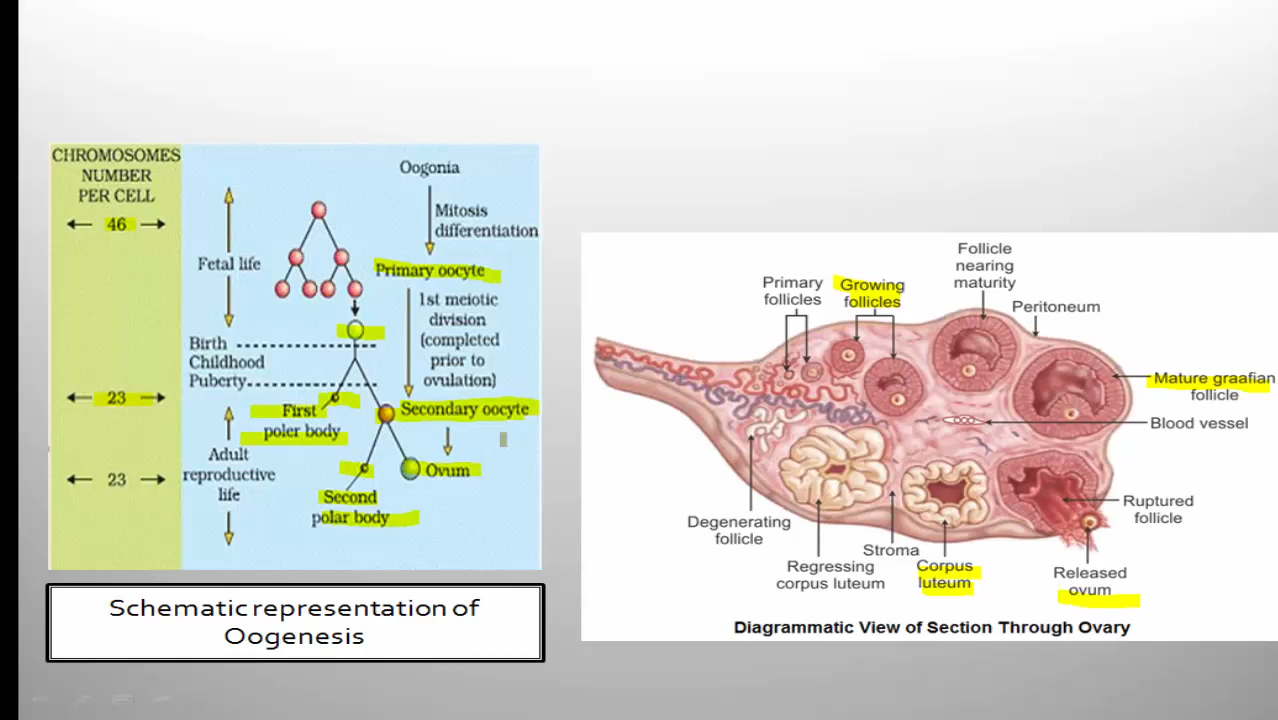 CHROMOSOMES
NUMBER
PER CELL
46
23
23
Fetal life
Birth
Childhood
Puberty
Adult
reproductive
life
Oogonia
Mitosis
differentiation
Primary oocyte
1st meiotic
division
(completed
prior to
ovulation)
First
poler body
Secondary oocyte
Ovum
Second
polar body
Schematic representation of
Oogenesis
Primary
follicles
Growing
follicles
Follicle
nearing
maturity
Peritoneum
Mature graafian
follicle
Blood vessel
Ruptured
follicle
Released
ovum
Corpus
luteum
Stroma
Regressing
corpus luteum
Degenerating
follicle
Diagrammatic View of Section Through Ovary